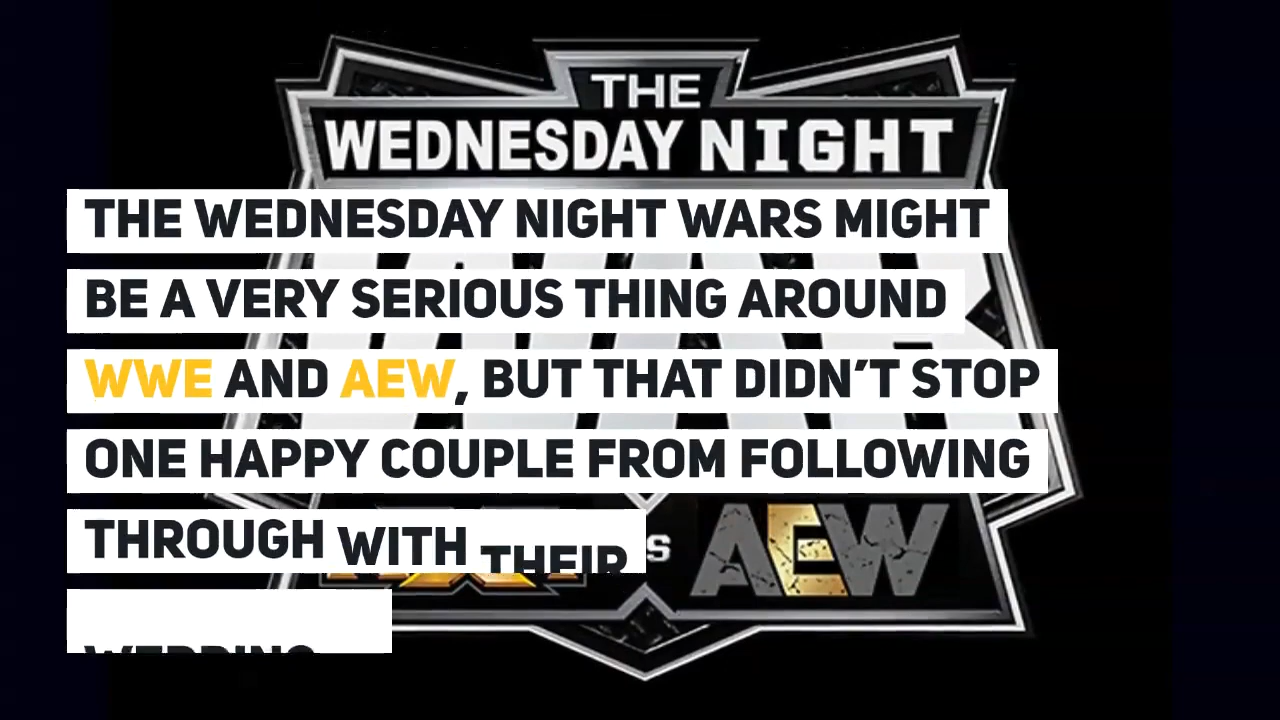 THE
WEDNESDAY NIGHT
THE WEDNESDAY NIGHT WARS MIGHT
BE A VERY SERIOUS THING AROUND
WWE AND AEW, BUT THAT DIDN'T STOP
ONE HAPPY COUPLE FROM FOLLOWING
THROUGH WITH THEIR
AEW